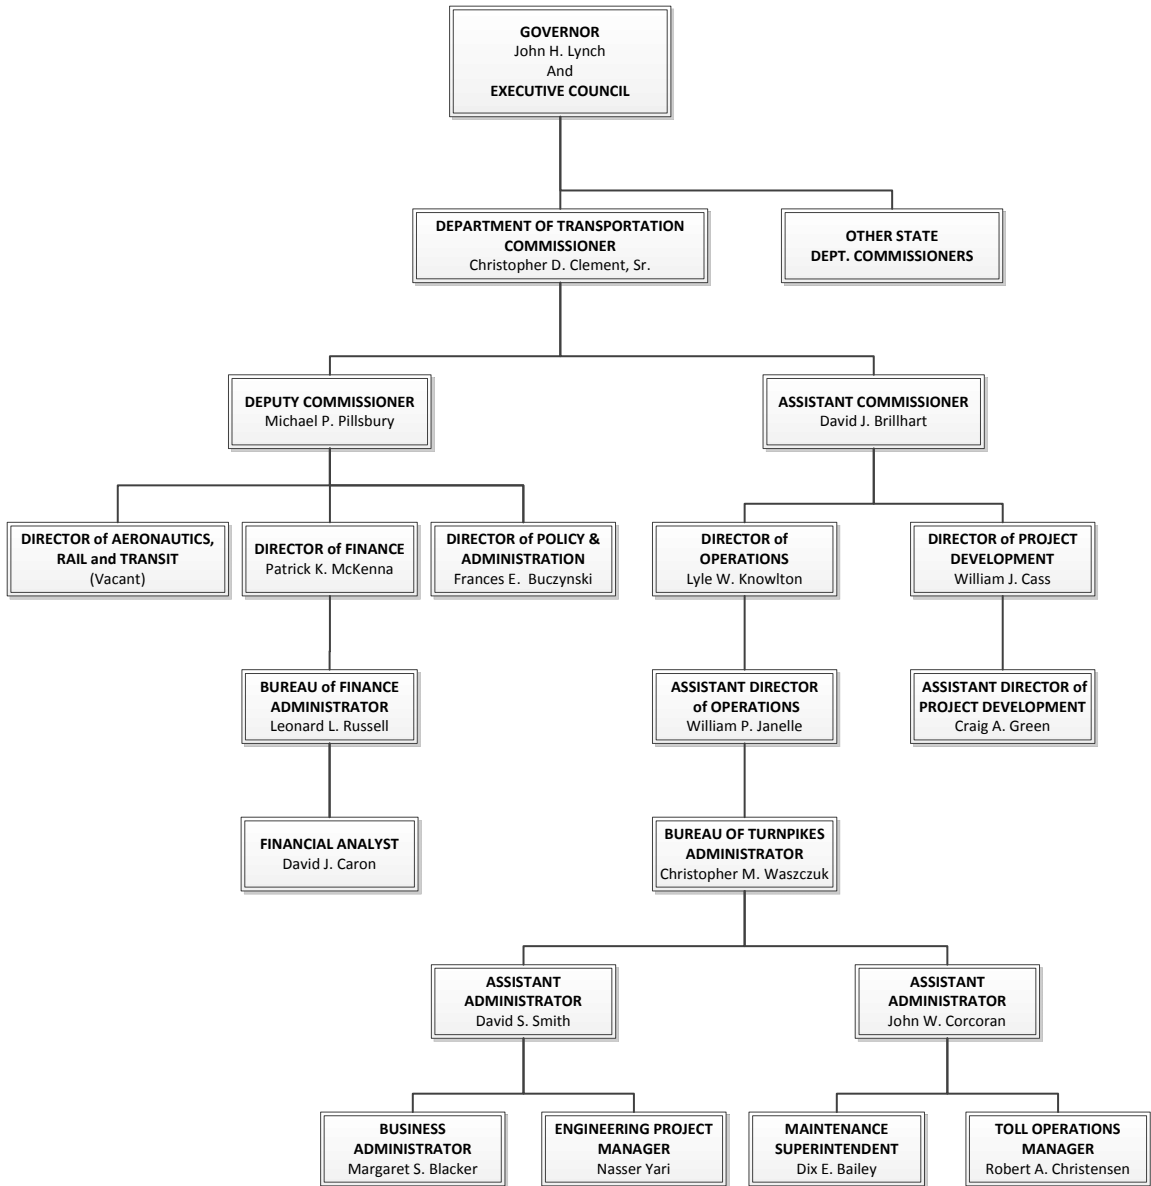 GOVERNOR
John H. Lynch
And
EXECUTIVE COUNCIL
DEPARTMENT OF TRANSPORTATION
COMMISSIONER
Christopher D. Clement, Sr.
OTHER STATE
DEPT. COMMISSIONERS
DEPUTY COMMISSIONER
Michael P. Pillsbury
ASSISTANT COMMISSIONER
David J. Brillhart
DIRECTOR of AERONAUTICS,
RAIL and TRANSIT
(Vacant)
DIRECTOR of FINANCE
Patrick K. McKenna
DIRECTOR of POLICY &
ADMINISTRATION
Frances E. Buczynski
DIRECTOR of
OPERATIONS
Lyle W. Knowlton
DIRECTOR of PROJECT
DEVELOPMENT
William J. Cass
BUREAU of FINANCE
ADMINISTRATOR
Leonard L. Russell
ASSISTANT DIRECTOR
of OPERATIONS
William P. Janelle
ASSISTANT DIRECTOR of
PROJECT DEVELOPMENT
Craig A. Green
FINANCIAL ANALYST
David J. Caron
BUREAU OF TURNPIKES
ADMINISTRATOR
Christopher M. Waszczuk
ASSISTANT
ADMINISTRATOR
David S. Smith
ASSISTANT
ADMINISTRATOR
John W. Corcoran
BUSINESS
ADMINISTRATOR
Margaret S. Blacker
ENGINEERING PROJECT
MANAGER
Nasser Yari
MAINTENANCE
SUPERINTENDENT
Dix E. Bailey
TOLL OPERATIONS
MANAGER
Robert A. Christensen